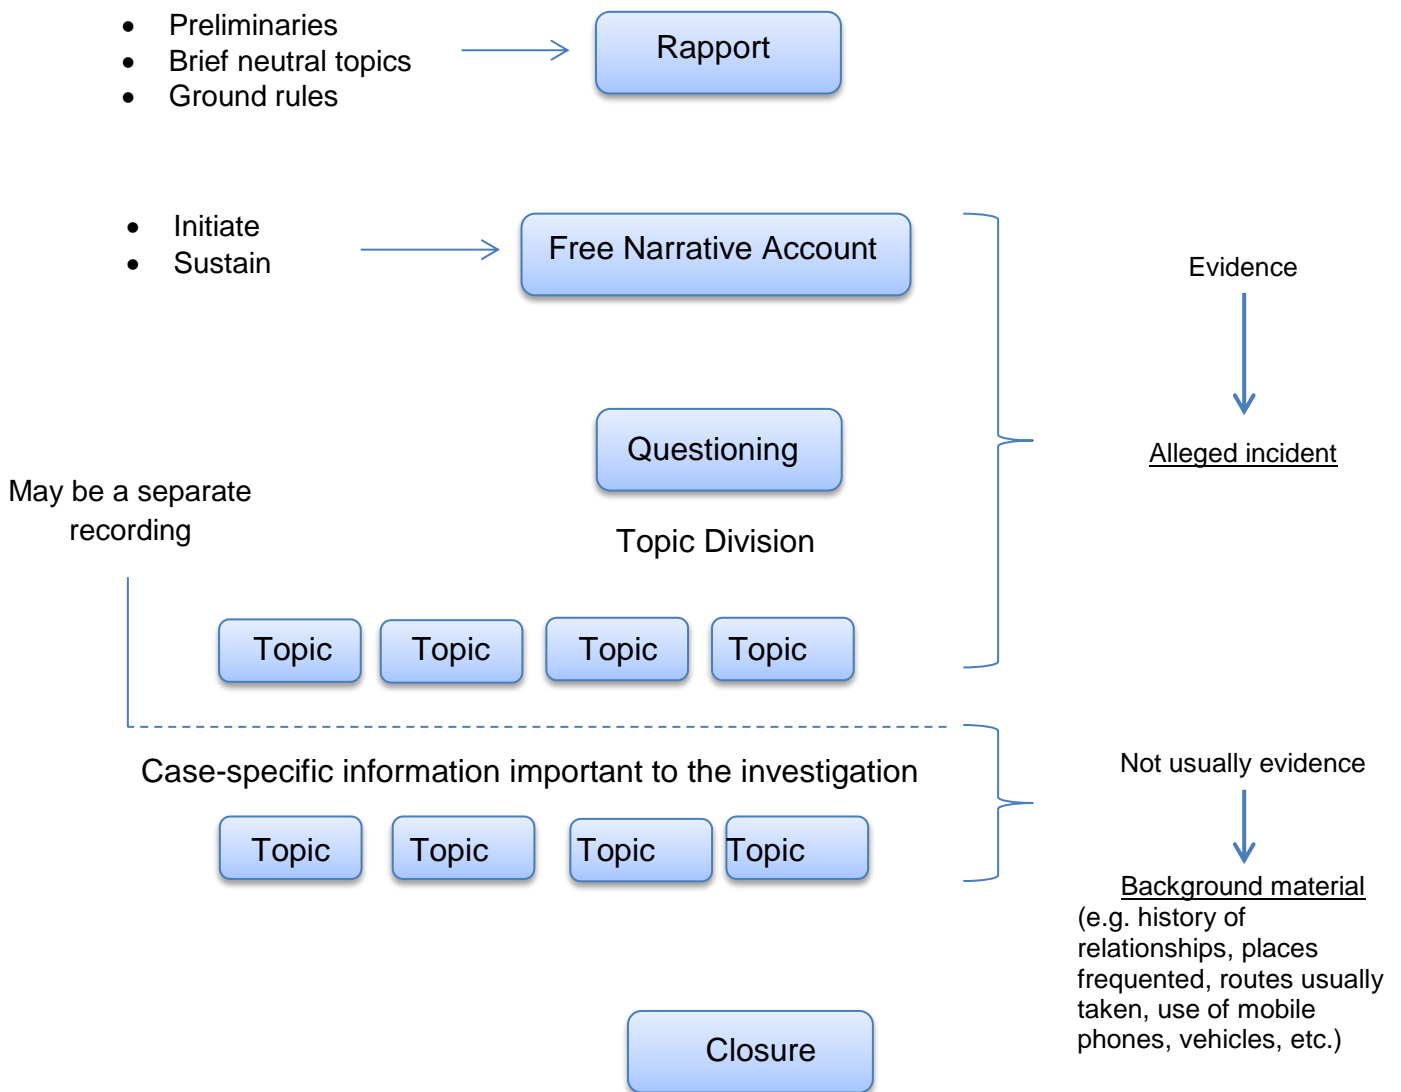 • Preliminaries
• Brief neutral topics
• Ground rules
Rapport
• Initiate
• Sustain
Free Narrative Account
Evidence
Alleged incident
Questioning
May be a separate
recording
Topic Division
Topic
Topic
Topic
Topic
Case-specific information important to the investigation
Not usually evidence
Topic
Topic
Topic
Topic
Background material
(e.g. history of
relationships, places
frequented, routes usually
taken, use of mobile
phones, vehicles, etc.)
Closure